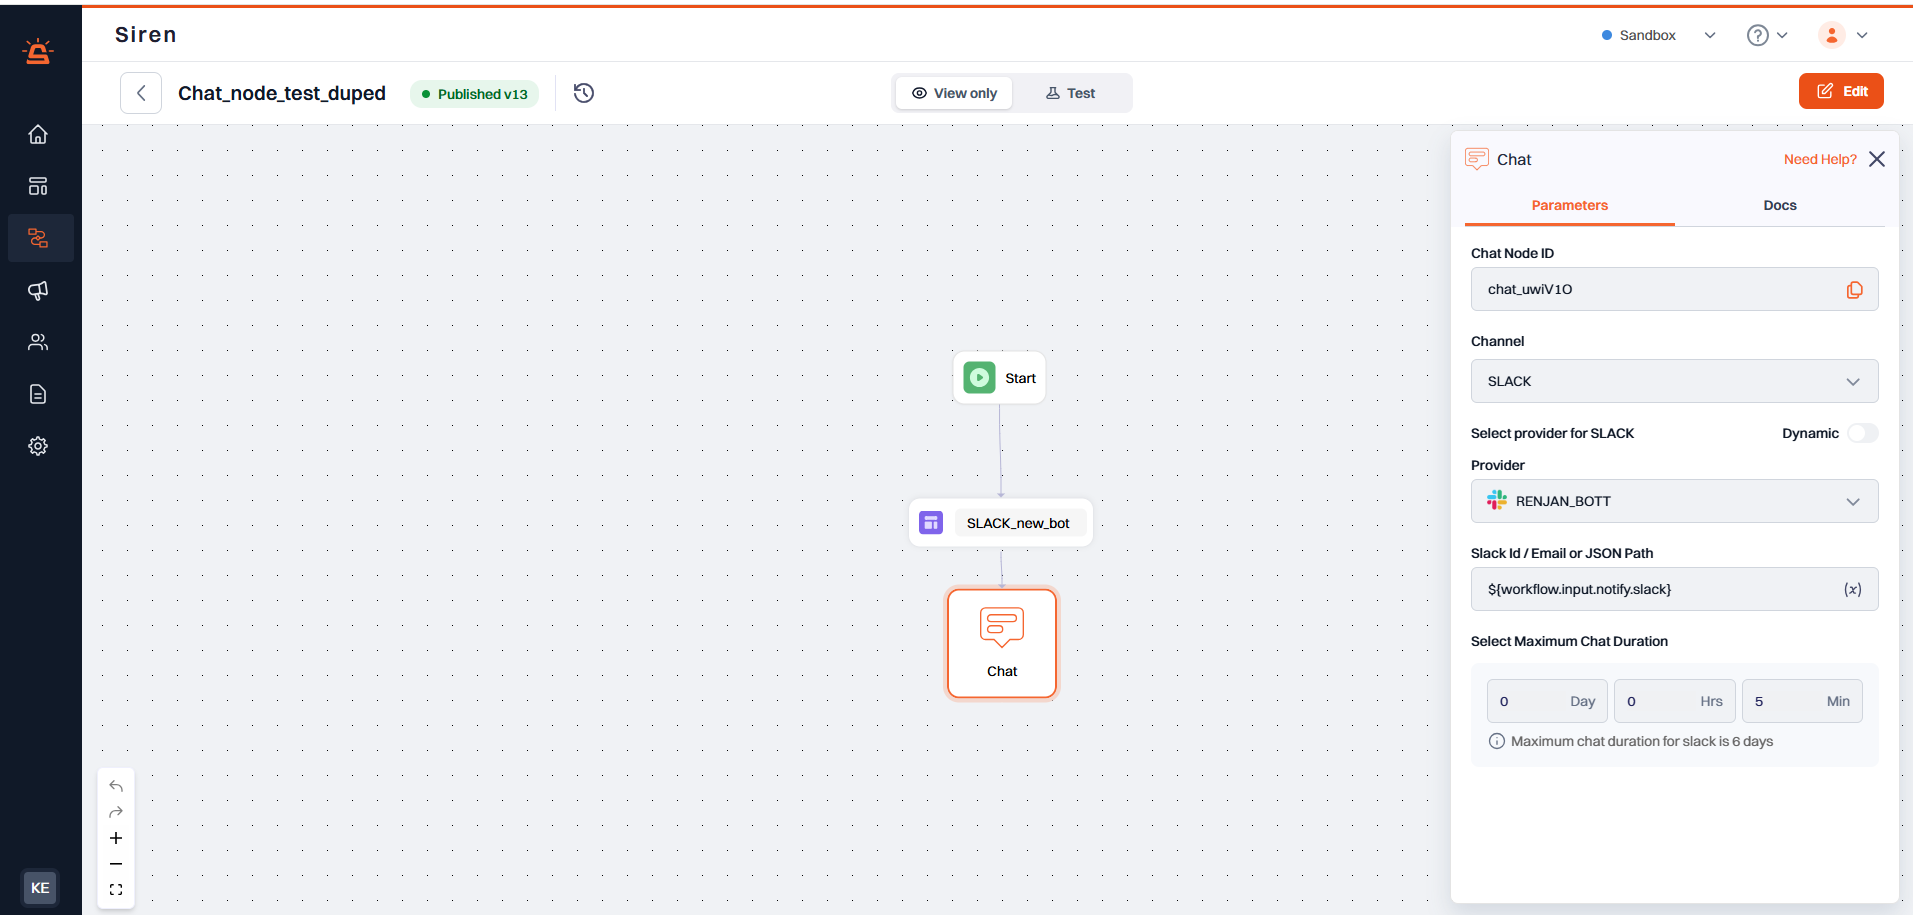 Siren
Sandbox
Chat_node_test_duped
Published v13
View only
Test
Edit
Chat
Need Help?
Parameters
Docs
Chat Node ID
chat_uwiV1O
Channel
SLACK
Select provider for SLACK
Dynamic
Provider
RENJAN_BOTT
Slack Id / Email or JSON Path
${workflow.input.notify.slack}
(x)
Select Maximum Chat Duration
0 Day
0 Hrs
5 Min
Maximum chat duration for slack is 6 days
Start
SLACK_new_bot
Chat
KE